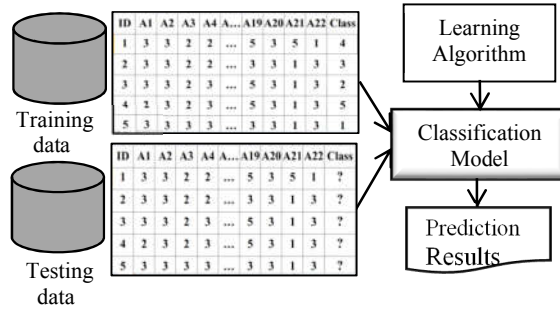 ID A1 A2 A3 A4 A… A19 A20 A21 A22 Class
1 3 3 2 2 ... 5 3 5 1 4
2 3 3 2 2 ... 3 3 1 3 3
3 3 3 2 3 ... 5 3 1 3 2
4 2 3 2 3 ... 5 3 1 3 5
5 3 3 3 3 ... 3 3 1 3 1
Training
data
ID A1 A2 A3 A4 A… A19 A20 A21 A22 Class
1 3 3 2 2 ... 5 3 5 1 ?
2 3 3 2 2 ... 3 3 1 3 ?
3 3 3 2 3 ... 5 3 1 3 ?
4 2 3 2 3 ... 5 3 1 3 ?
5 3 3 3 3 ... 3 3 1 3 ?
Testing
data
Learning
Algorithm
Classification
Model
Prediction
Results